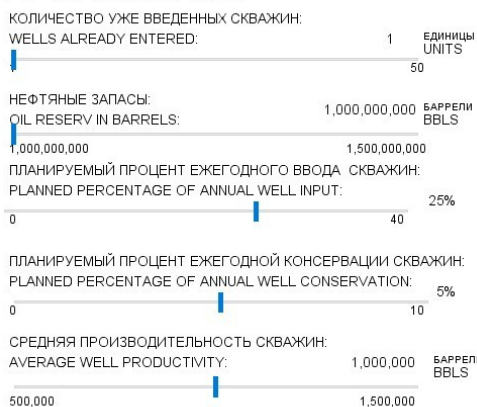 КОЛИЧЕСТВО УЖЕ ВВЕДЕННЫХ СКВАЖИН:
WELLS ALREADY ENTERED: 1 ЕДИНИЦЫ UNITS
50
НЕФТЯНЫЕ ЗАПАСЫ:
OIL RESERV IN BARRELS: 1,000,000,000 БАРРЕЛИ BBLS
1,000,000,000 1,500,000,000
ПЛАНИРУЕМЫЙ ПРОЦЕНТ ЕЖЕГОДНОГО ВВОДА СКВАЖИН:
PLANNED PERCENTAGE OF ANNUAL WELL INPUT: 25%
0 40
ПЛАНИРУЕМЫЙ ПРОЦЕНТ ЕЖЕГОДНОЙ КОНСЕРВАЦИИ СКВАЖИН:
PLANNED PERCENTAGE OF ANNUAL WELL CONSERVATION: 5%
0 10
СРЕДНЯЯ ПРОИЗВОДИТЕЛЬНОСТЬ СКВАЖИН:
AVERAGE WELL PRODUCTIVITY: 1,000,000 БАРРЕЛ BBLS
500,000 1,500,000